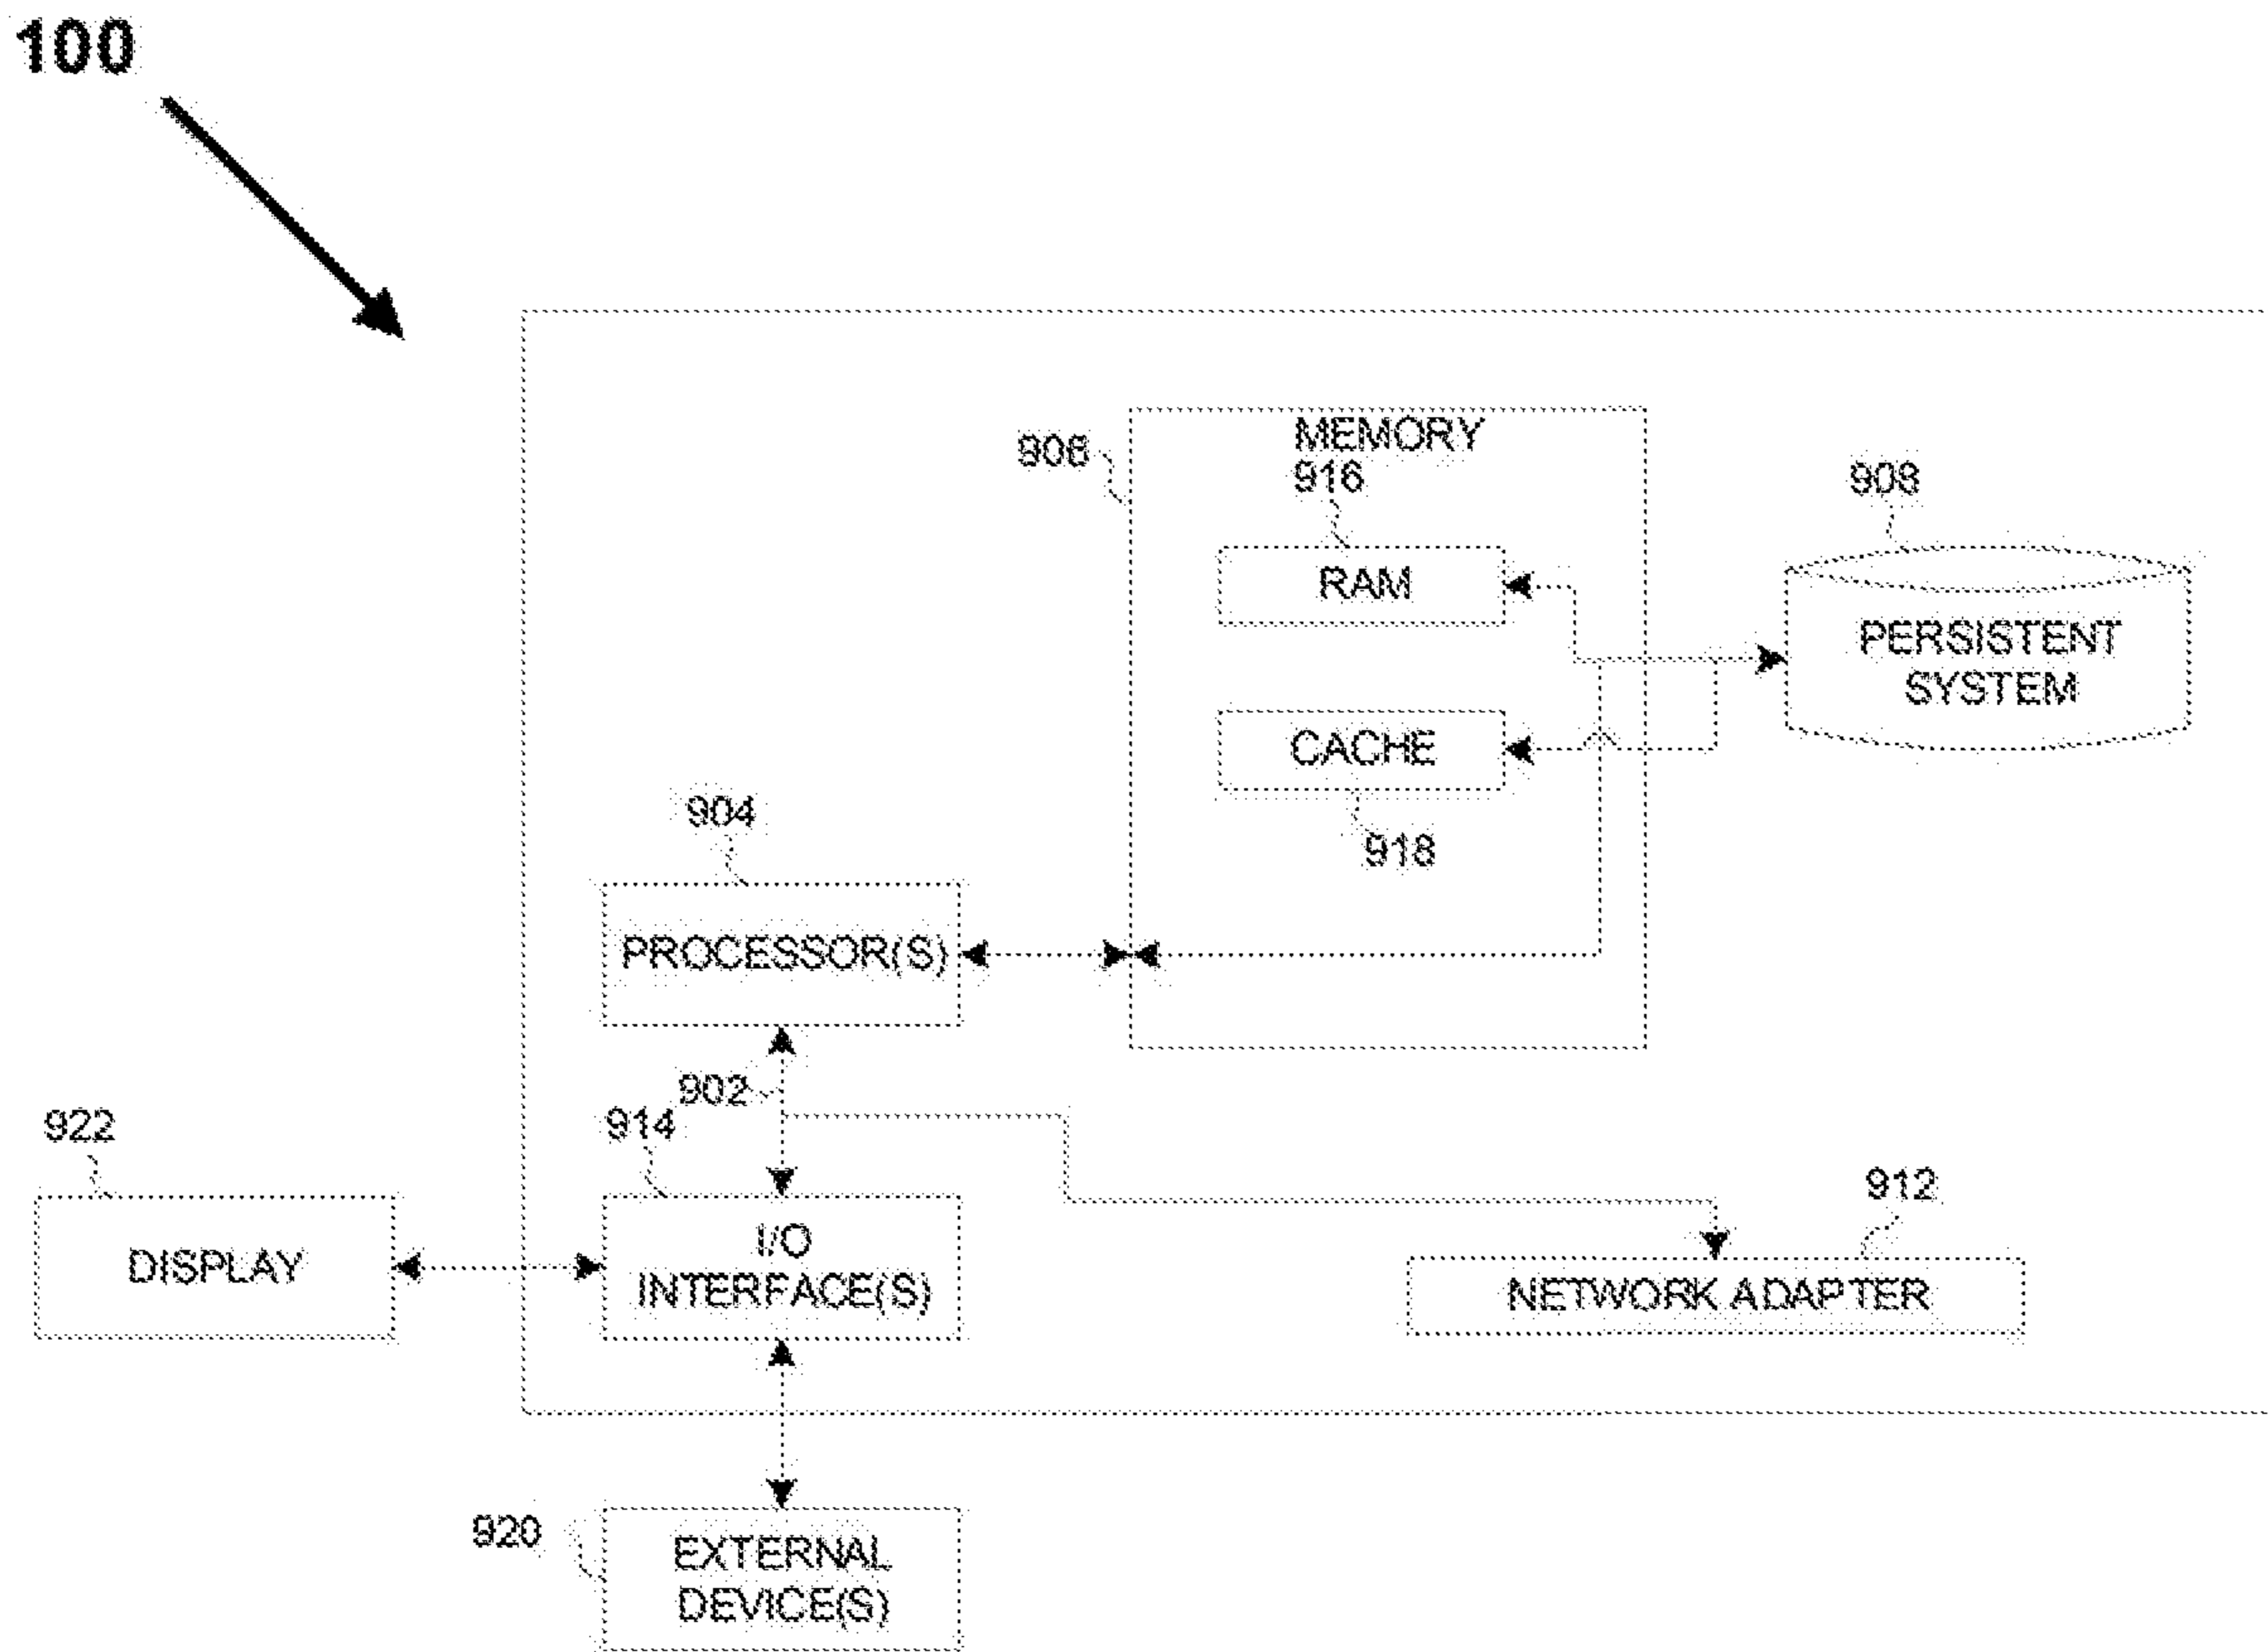 100
MEMORY
906
916
908
RAM
PERSISTENT
SYSTEM
CACHE
904
918
PROCESSOR(S)
902
922
914
912
I/O
DISPLAY
INTERFACE(S)
NETWORK ADAPTER
920
EXTERNAL
DEVICE(S)